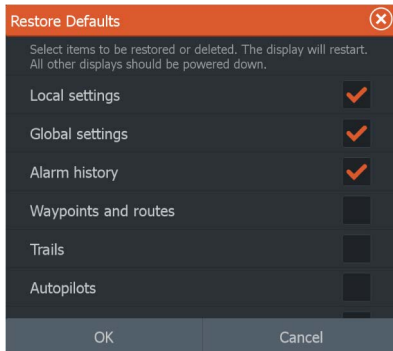 Restore Defaults
Select items to be restored or deleted. The display will restart.
All other displays should be powered down.
Local settings
Global settings
Alarm history
Waypoints and routes
Trails
Autopilots
OK Cancel